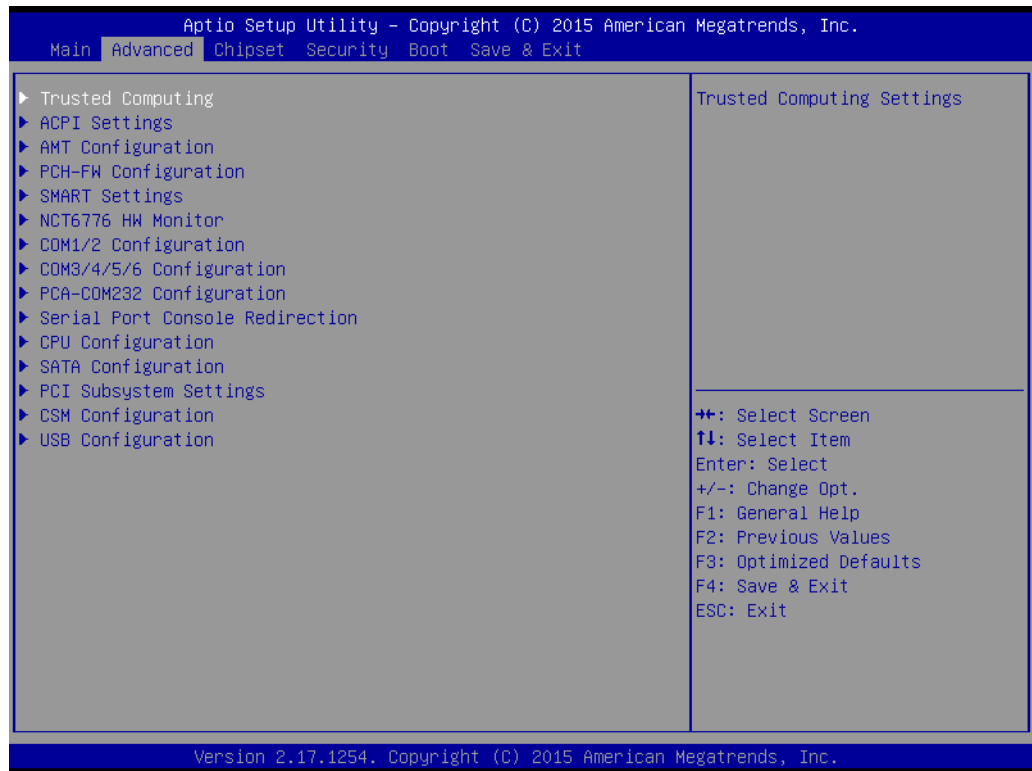 Aptio Setup Utility – Copyright (C) 2015 American Megatrends, Inc.
Main Advanced Chipset Security Boot Save & Exit
▶ Trusted Computing
▶ ACPI Settings
▶ AMT Configuration
▶ PCH-FW Configuration
▶ SMART Settings
▶ NCT6776 HW Monitor
▶ COM1/2 Configuration
▶ COM3/4/5/6 Configuration
▶ PCA-COM232 Configuration
▶ Serial Port Console Redirection
▶ CPU Configuration
▶ SATA Configuration
▶ PCI Subsystem Settings
▶ CSM Configuration
▶ USB Configuration
Trusted Computing Settings
→←: Select Screen
↑↓: Select Item
Enter: Select
+/-: Change Opt.
F1: General Help
F2: Previous Values
F3: Optimized Defaults
F4: Save & Exit
ESC: Exit
Version 2.17.1254. Copyright (C) 2015 American Megatrends, Inc.